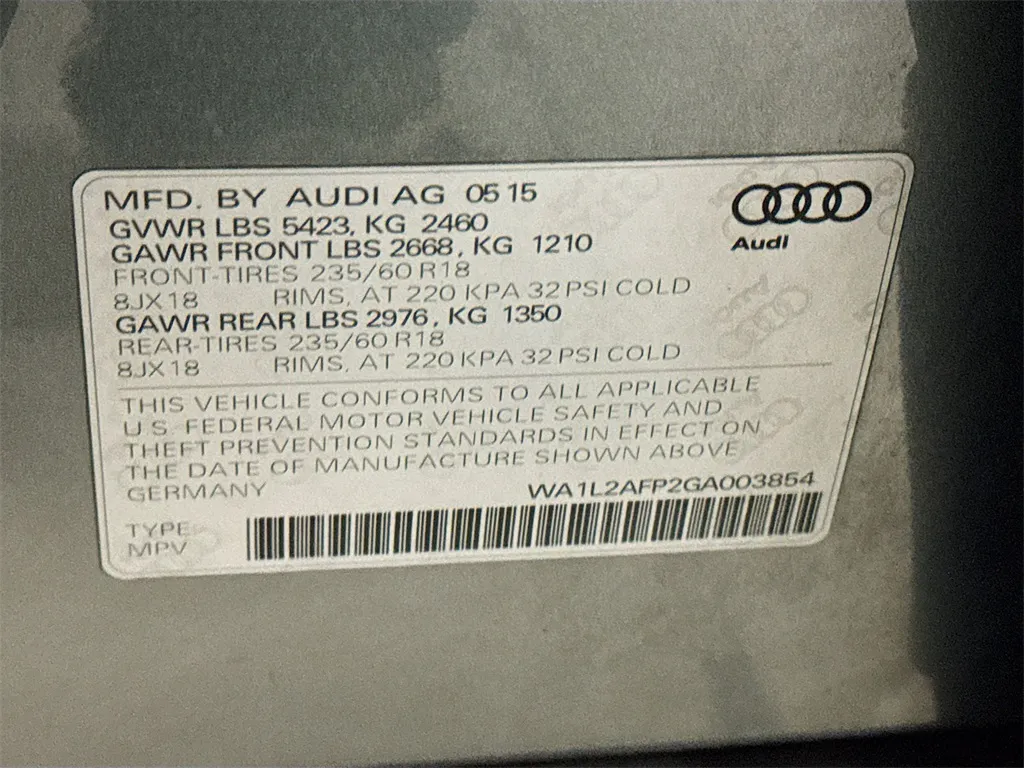 MFD. BY AUDI AG 05 15
GVWR LBS 5423, KG 2460
GAWR FRONT LBS 2668, KG 1210
FRONT-TIRES 235/60 R18
8JX18 RIMS, AT 220 KPA 32 PSI COLD
GAWR REAR LBS 2976, KG 1350
REAR-TIRES 235/60 R18
8JX18 RIMS, AT 220 KPA 32 PSI COLD
Audi
THIS VEHICLE CONFORMS TO ALL APPLICABLE
U.S. FEDERAL MOTOR VEHICLE SAFETY AND
THEFT PREVENTION STANDARDS IN EFFECT ON
THE DATE OF MANUFACTURE SHOWN ABOVE
GERMANY WA1L2AFP2GA003854
TYPE
MPV